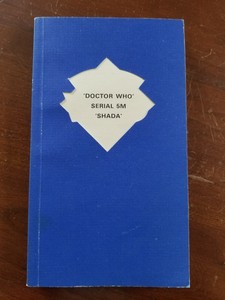 'DOCTOR WHO'
SERIAL 5M
'SHADA'